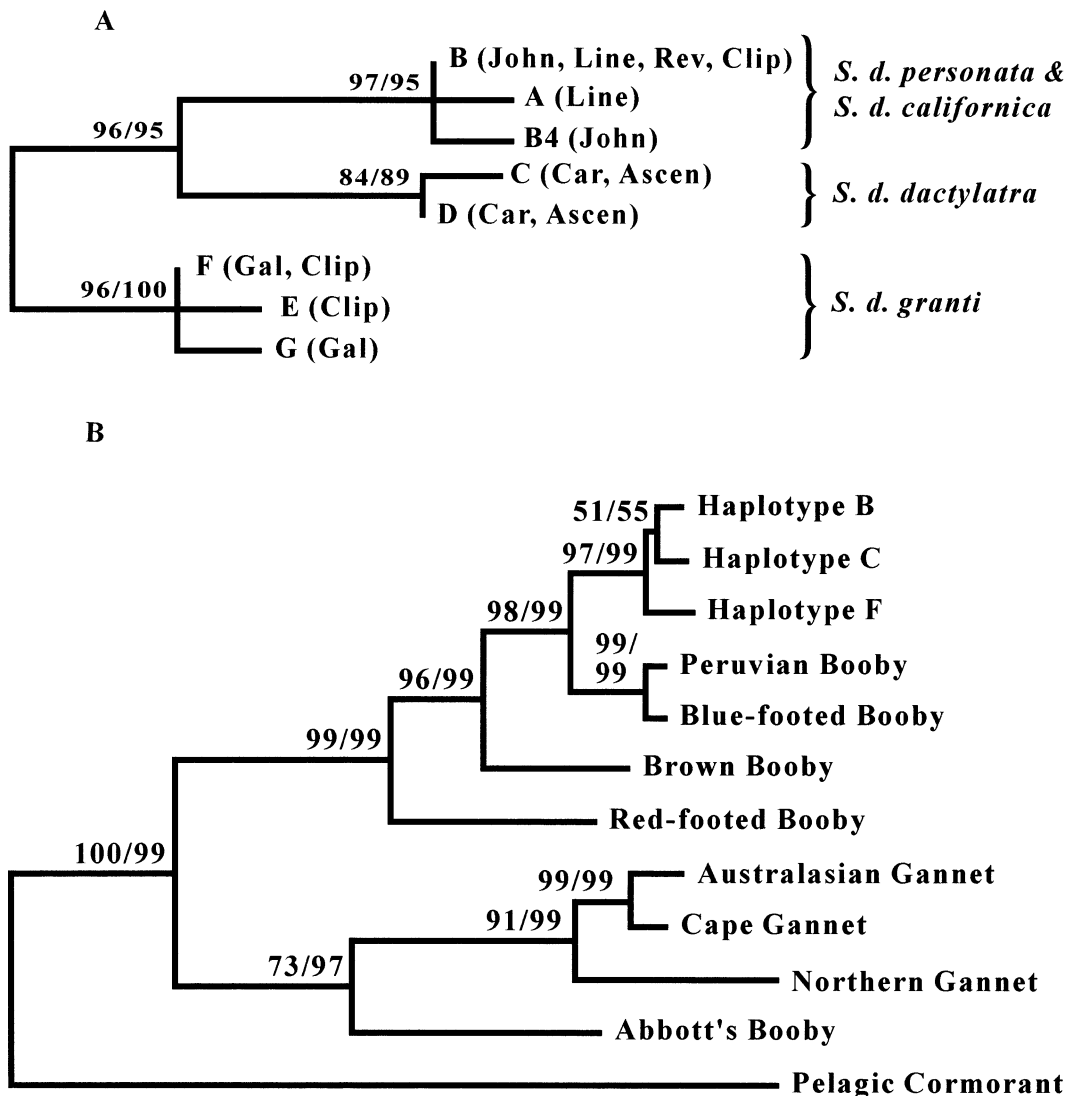 A
B (John, Line, Rev, Clip)
97/95
A (Line)
B4 (John)
S. d. personata &
S. d. californica
96/95
84/89
C (Car, Ascen)
D (Car, Ascen)
S. d. dactylatra
F (Gal, Clip)
96/100
E (Clip)
G (Gal)
S. d. granti
B
51/55
Haplotype B
97/99
Haplotype C
98/99
Haplotype F
99/
99
Peruvian Booby
96/99
Blue-footed Booby
99/99
Brown Booby
Red-footed Booby
100/99
99/99
Australasian Gannet
91/99
Cape Gannet
73/97
Northern Gannet
Abbott's Booby
Pelagic Cormorant